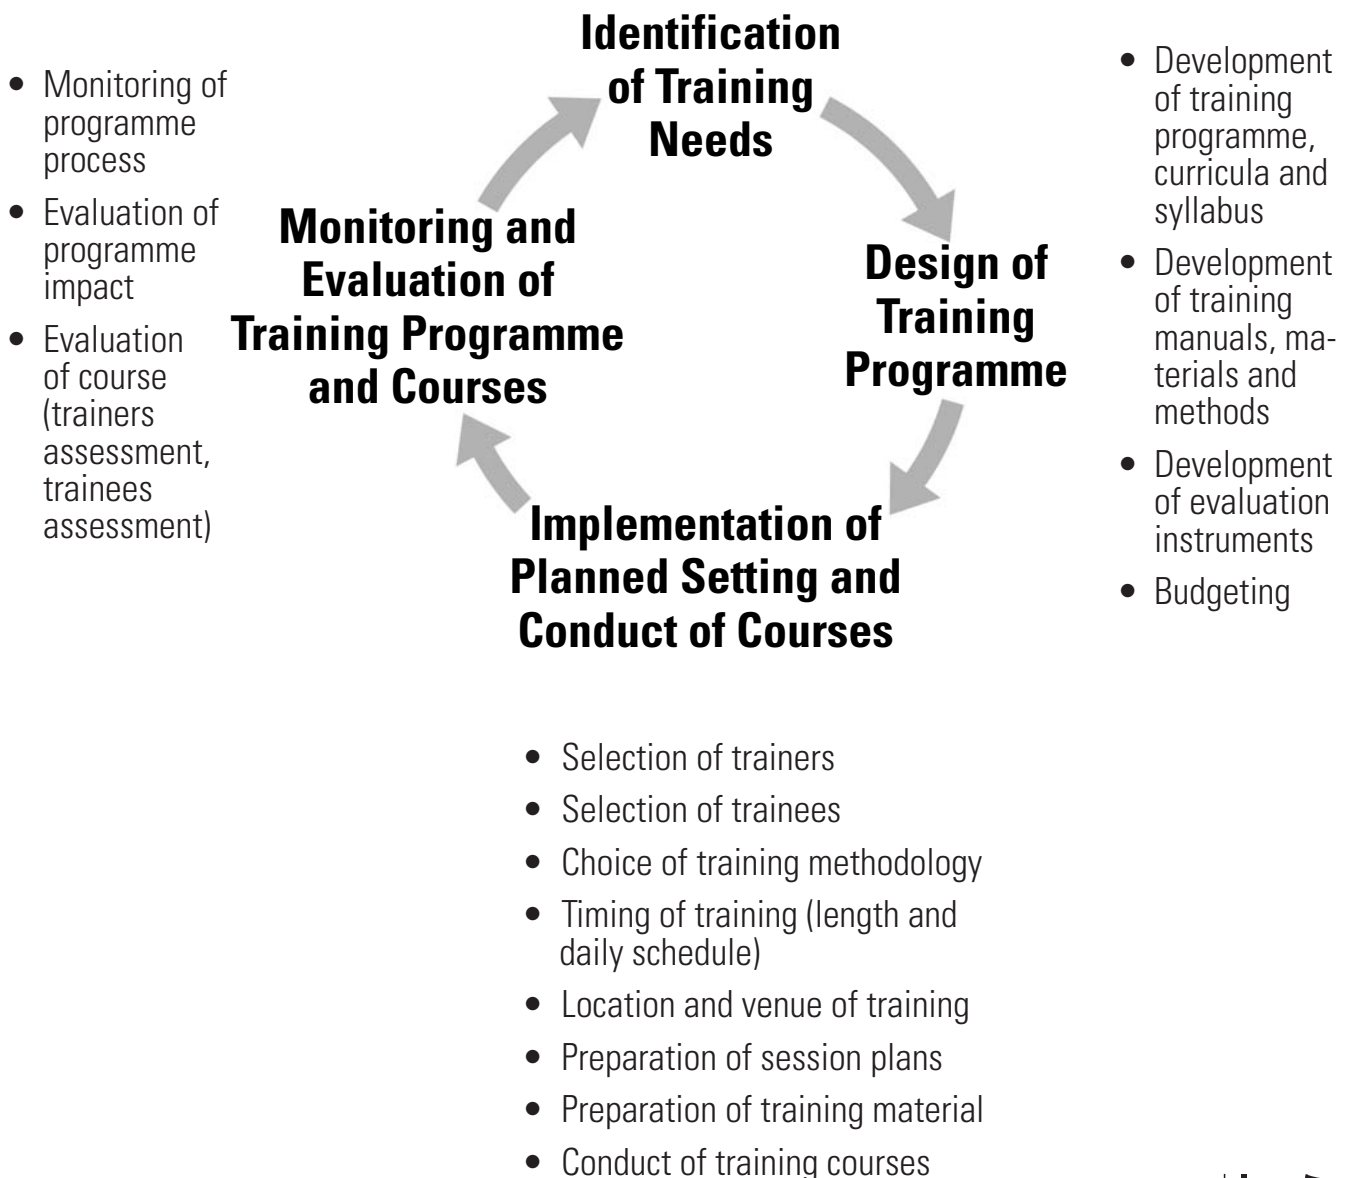 Identification
of Training
Needs
• Monitoring of
programme
process
• Evaluation of
programme
impact
• Evaluation
of course
(trainers
assessment,
trainees
assessment)
Monitoring and
Evaluation of
Training Programme
and Courses
Design of
Training
Programme
• Development
of training
programme,
curricula and
syllabus
• Development
of training
manuals, ma-
terials and
methods
• Development
of evaluation
instruments
• Budgeting
Implementation of
Planned Setting and
Conduct of Courses
• Selection of trainers
• Selection of trainees
• Choice of training methodology
• Timing of training (length and
daily schedule)
• Location and venue of training
• Preparation of session plans
• Preparation of training material
• Conduct of training courses